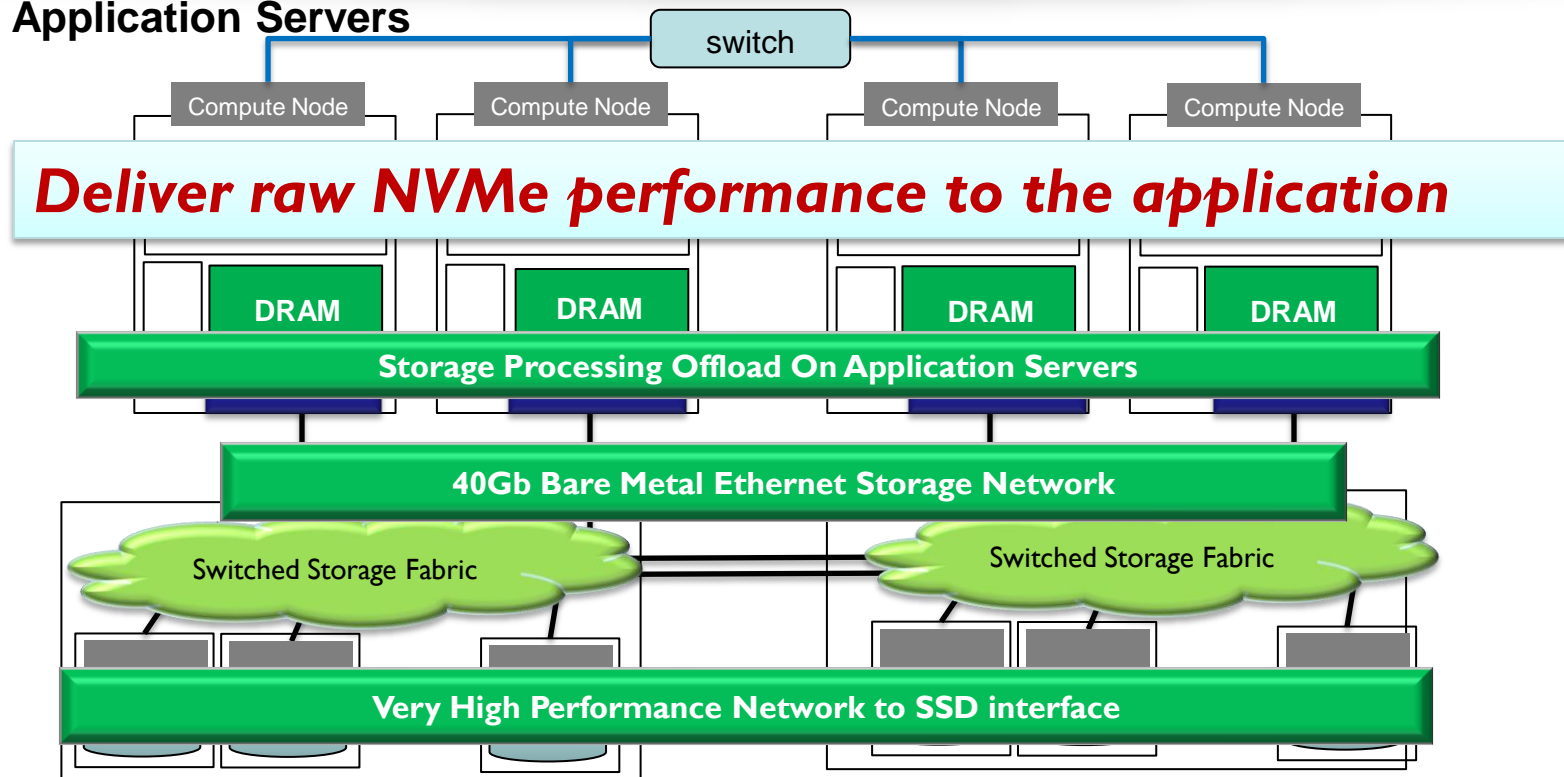 Application Servers
switch
Compute Node
Compute Node
Compute Node
Compute Node
Deliver raw NVMe performance to the application
DRAM
DRAM
DRAM
DRAM
Storage Processing Offload On Application Servers
40Gb Bare Metal Ethernet Storage Network
Switched Storage Fabric
Switched Storage Fabric
Very High Performance Network to SSD interface